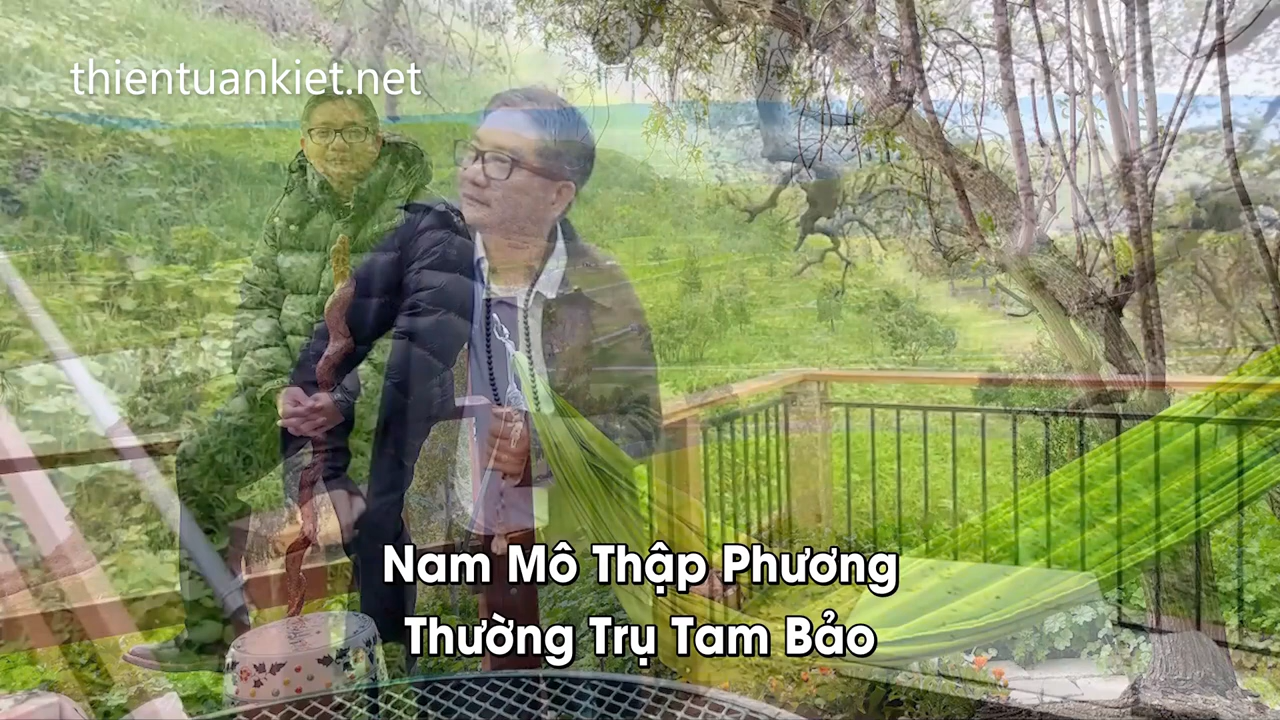 thientuankiet.net
Nam Mô Thập Phương
Thường Trụ Tam Bảo